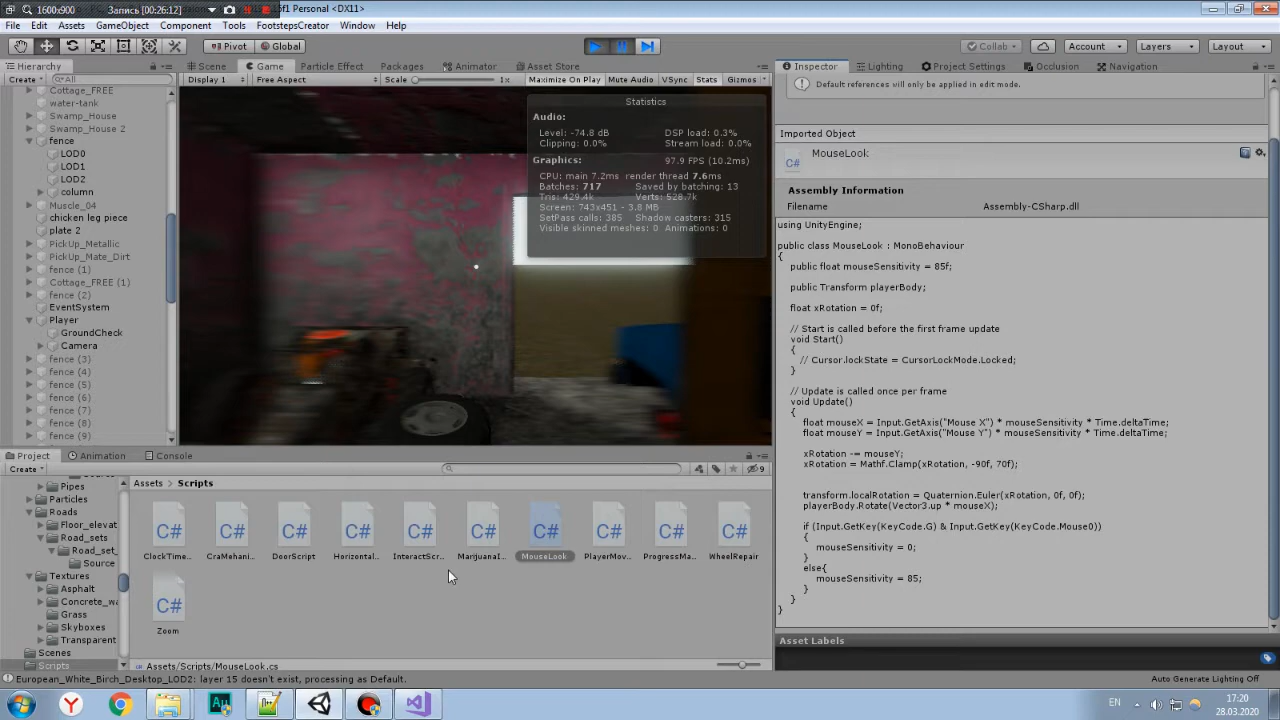 1600x900
Запись [00:26:12]
5f1 Personal <DX11>
File Edit Assets GameObject Component Tools FootstepsCreator Window Help
Pivot Global
Collab Account Layers Layout
Hierarchy
Create All
Cottage_FREE
water-tank
Swamp_House
Swamp_House 2
fence
LOD0
LOD1
LOD2
column
Muscle_04
chicken leg piece
plate 2
PickUp_Metallic
PickUp_Mate_Dirt
fence (1)
Cottage_FREE (1)
fence (2)
EventSystem
Player
GroundCheck
Camera
fence (3)
fence (4)
fence (5)
fence (6)
fence (7)
fence (8)
fence (9)
Scene Game Particle Effect Packages Animator Asset Store
Display 1 Free Aspect Scale 1x Maximize On Play Mute Audio VSync Stats Gizmos
Statistics
Audio:
Level: -74.8 dB DSP load: 0.3%
Clipping: 0.0% Stream load: 0.0%
Graphics: 97.9 FPS (10.2ms)
CPU: main 7.2ms render thread 7.6ms
Batches: 717 Saved by batching: 13
Tris: 429.4k Verts: 528.7k
Screen: 743x451 - 3.8 MB
SetPass calls: 385 Shadow casters: 315
Visible skinned meshes: 0 Animations: 0
Inspector Lighting Project Settings Occlusion Navigation
Default references will only be applied in edit mode.
Imported Object
MouseLook
Assembly Information
Filename Assembly-CSharp.dll
using UnityEngine;
public class MouseLook : MonoBehaviour
{
public float mouseSensitivity = 85f;
public Transform playerBody;
float xRotation = 0f;
// Start is called before the first frame update
void Start()
{
// Cursor.lockState = CursorLockMode.Locked;
}
// Update is called once per frame
void Update()
{
float mouseX = Input.GetAxis("Mouse X") * mouseSensitivity * Time.deltaTime;
float mouseY = Input.GetAxis("Mouse Y") * mouseSensitivity * Time.deltaTime;
xRotation -= mouseY;
xRotation = Mathf.Clamp(xRotation, -90f, 70f);
transform.localRotation = Quaternion.Euler(xRotation, 0f, 0f);
playerBody.Rotate(Vector3.up * mouseX);
if (Input.GetKey(KeyCode.G) & Input.GetKey(KeyCode.Mouse0))
{
mouseSensitivity = 0;
}
else{
mouseSensitivity = 85;
}
}
}
Asset Labels
Project Animation Console
Create 9
Pipes
Particles
Roads
Floor_elevat
Road_sets
Road_set_
Source
Textures
Asphalt
Concrete_wa
Grass
Skyboxes
Transparent
Scenes
Scripts
Assets Scripts
C# C# C# C# C# C# C# C# C# C#
ClockTime... CraMehani... DoorScript Horizontal... InteractScr... MarijuanaI... MouseLook PlayerMov... ProgressMa... WheelRepair
C#
Zoom
Assets/Scripts/MouseLook.cs
European_White_Birch_Desktop_LOD2: layer 15 doesn't exist, processing as Default.
Auto Generate Lighting Off
EN
17:20
28.03.2020